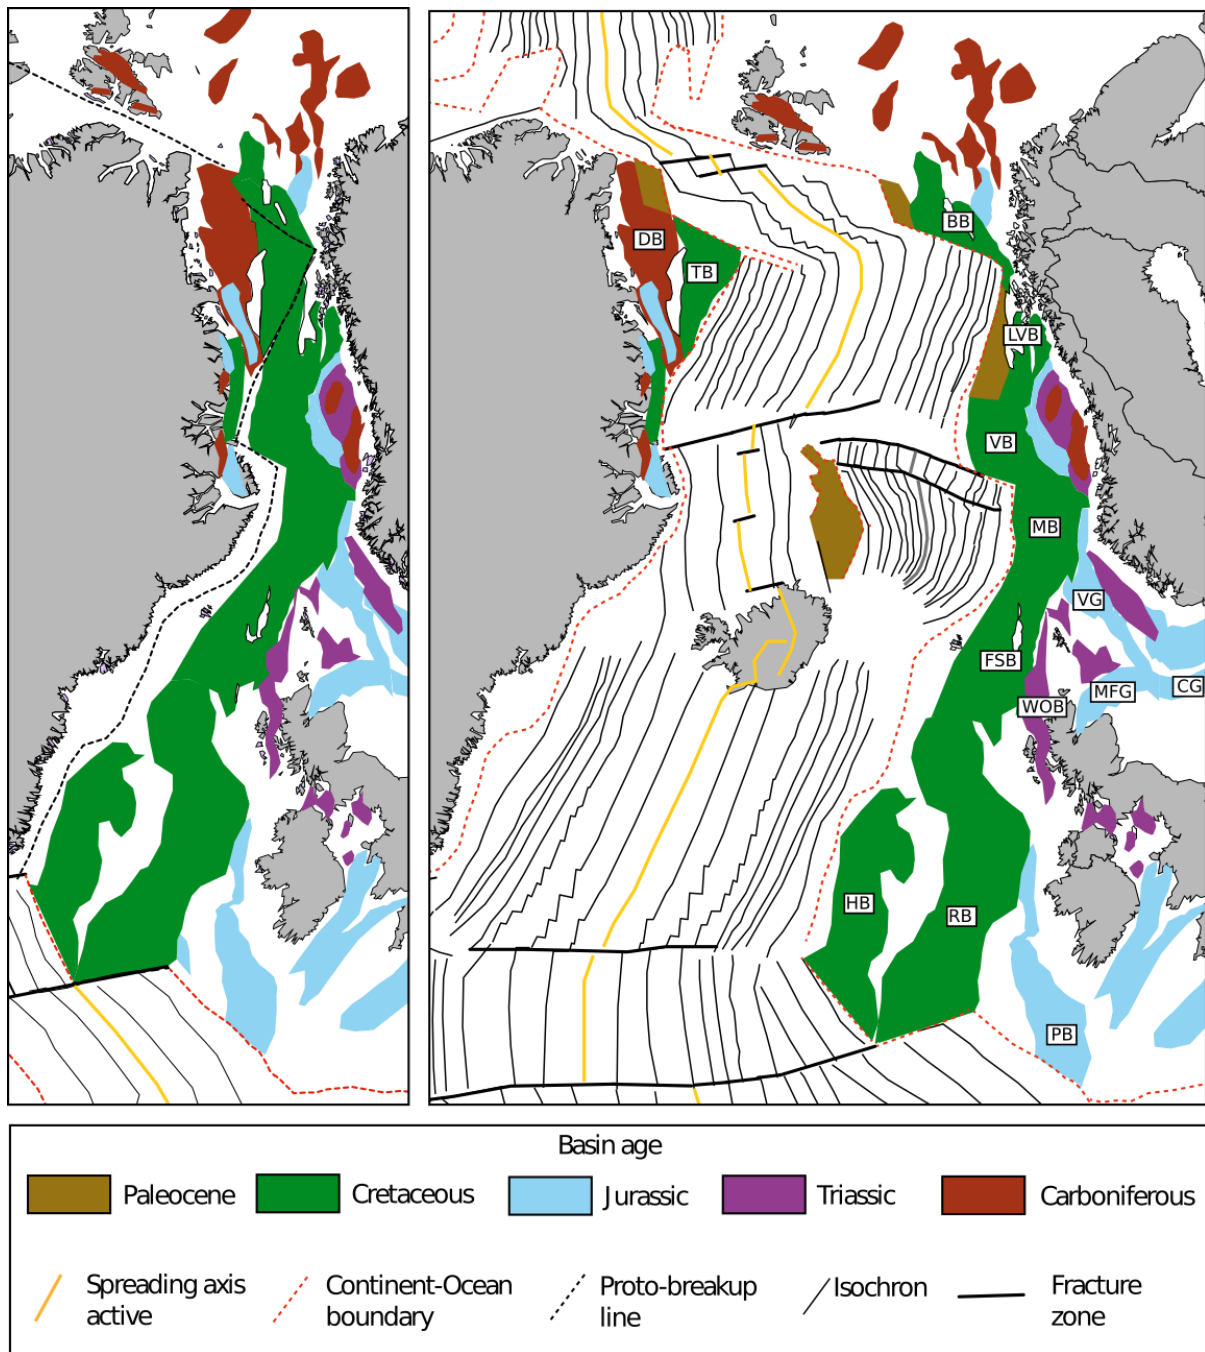 BB
DB
TB
LVB
VB
MB
VG
FSB
CG
MFG
WOB
HB
RB
PB
Basin age
Paleocene
Cretaceous
Jurassic
Triassic
Carboniferous
Spreading axis
active
Continent-Ocean
boundary
Proto-breakup
line
Isochron
Fracture
zone